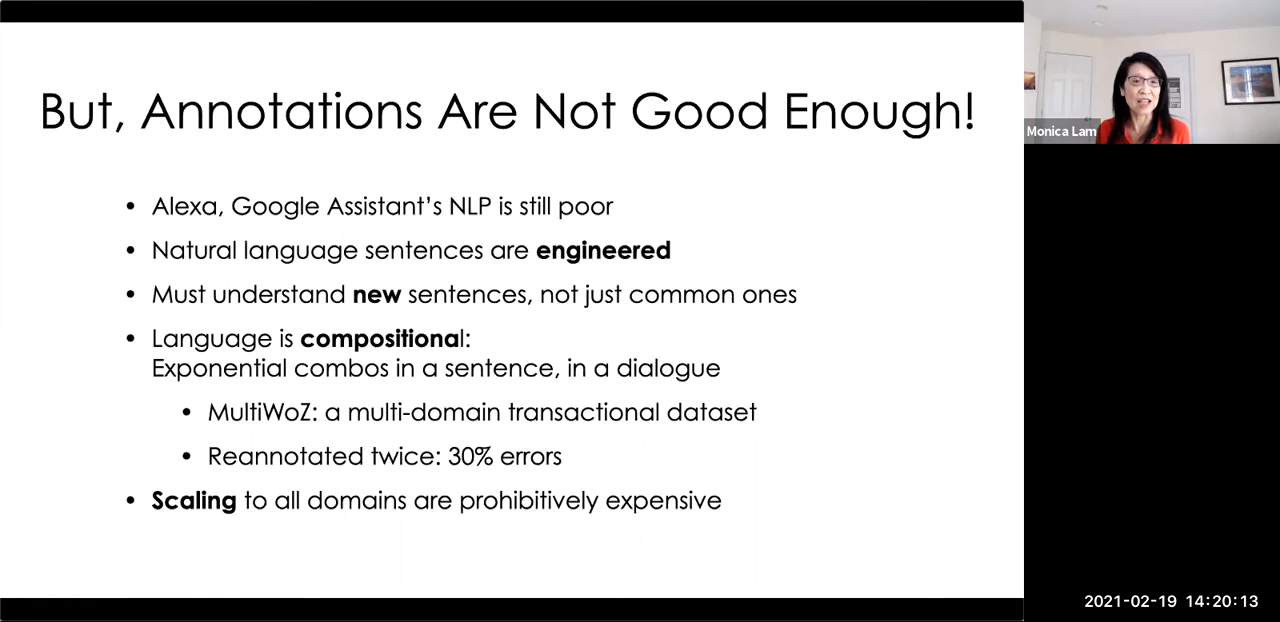 But, Annotations Are Not Good Enough!
• Alexa, Google Assistant's NLP is still poor
• Natural language sentences are engineered
• Must understand new sentences, not just common ones
• Language is compositional:
Exponential combos in a sentence, in a dialogue
• MultiWoZ: a multi-domain transactional dataset
• Reannotated twice: 30% errors
• Scaling to all domains are prohibitively expensive
Monica Lam
2021-02-19 14:20:13